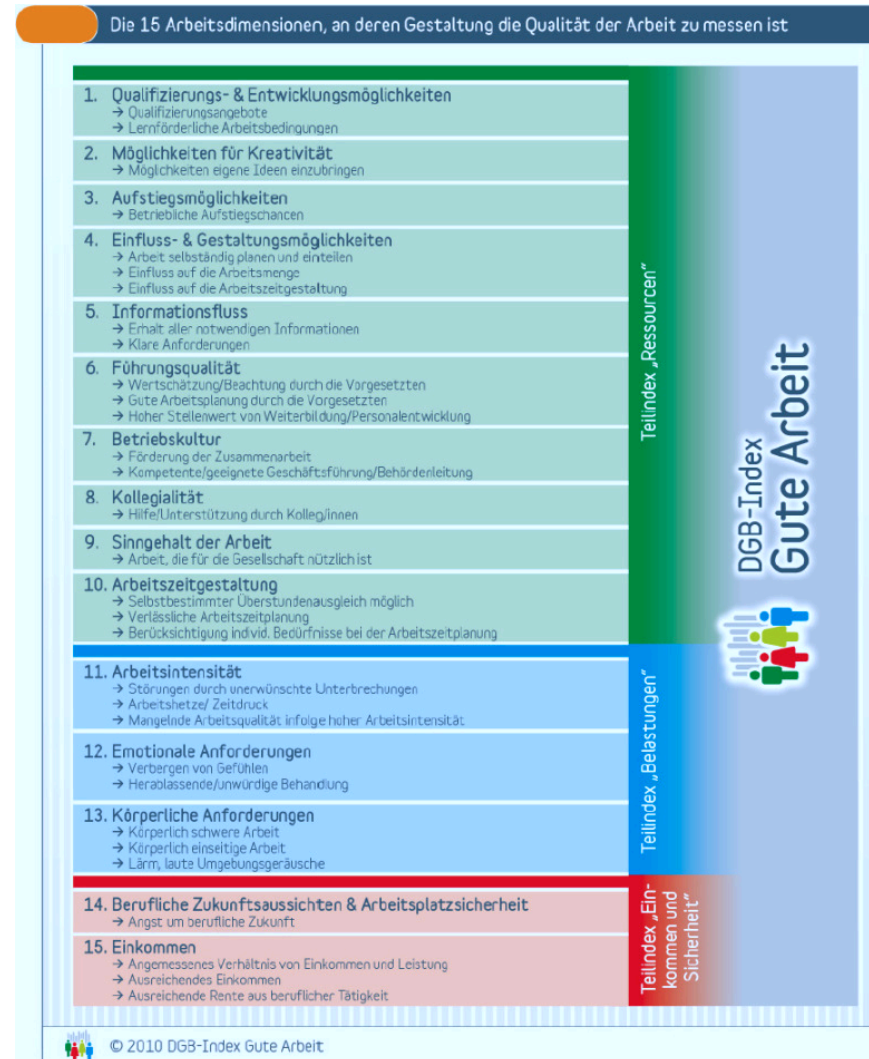 Die 15 Arbeitsdimensionen, an deren Gestaltung die Qualität der Arbeit zu messen ist
1. Qualifizierungs- & Entwicklungsmöglichkeiten
→ Qualifizierungsangebote
→ Lernförderliche Arbeitsbedingungen
2. Möglichkeiten für Kreativität
→ Möglichkeiten eigene Ideen einzubringen
3. Aufstiegsmöglichkeiten
→ Betriebliche Aufstiegschancen
4. Einfluss- & Gestaltungsmöglichkeiten
→ Arbeit selbständig planen und einteilen
→ Einfluss auf die Arbeitsmenge
→ Einfluss auf die Arbeitszeitgestaltung
5. Informationsfluss
→ Erhalt aller notwendigen Informationen
→ Klare Anforderungen
6. Führungsqualität
→ Wertschätzung/Beachtung durch die Vorgesetzten
→ Gute Arbeitsplanung durch die Vorgesetzten
→ Hoher Stellenwert von Weiterbildung/Personalentwicklung
7. Betriebskultur
→ Förderung der Zusammenarbeit
→ Kompetente/geeignete Geschäftsführung/Behördenleitung
8. Kollegialität
→ Hilfe/Unterstützung durch Kolleg/innen
9. Sinngehalt der Arbeit
→ Arbeit, die für die Gesellschaft nützlich ist
10. Arbeitszeitgestaltung
→ Selbstbestimmter Überstundenausgleich möglich
→ Verlässliche Arbeitszeitplanung
→ Berücksichtigung individ. Bedürfnisse bei der Arbeitszeitplanung
Teilindex „Ressourcen“
11. Arbeitsintensität
→ Störungen durch unerwünschte Unterbrechungen
→ Arbeitshetze/ Zeitdruck
→ Mangelnde Arbeitsqualität infolge hoher Arbeitsintensität
12. Emotionale Anforderungen
→ Verbergen von Gefühlen
→ Herablassende/unwürdige Behandlung
13. Körperliche Anforderungen
→ Körperlich schwere Arbeit
→ Körperlich einseitige Arbeit
→ Lärm, laute Umgebungsgeräusche
Teilindex „Belastungen“
14. Berufliche Zukunftsaussichten & Arbeitsplatzsicherheit
→ Angst um berufliche Zukunft
15. Einkommen
→ Angemessenes Verhältnis von Einkommen und Leistung
→ Ausreichendes Einkommen
→ Ausreichende Rente aus beruflicher Tätigkeit
Teilindex „Ein-
kommen und
Sicherheit“
DGB-Index
Gute Arbeit
© 2010 DGB-Index Gute Arbeit